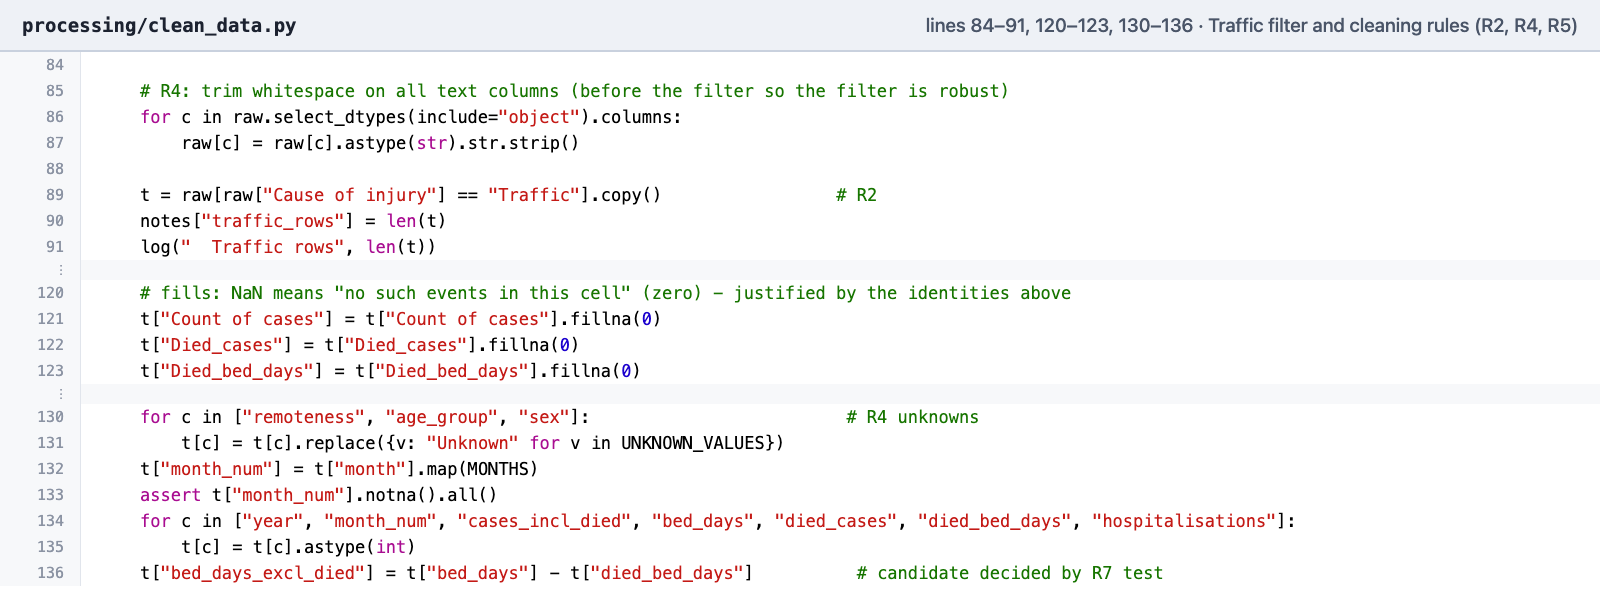 processing/clean_data.py
lines 84–91, 120–123, 130–136 · Traffic filter and cleaning rules (R2, R4, R5)
84
85 # R4: trim whitespace on all text columns (before the filter so the filter is robust)
86 for c in raw.select_dtypes(include="object").columns:
87     raw[c] = raw[c].astype(str).str.strip()
88
89 t = raw[raw["Cause of injury"] == "Traffic"].copy()                 # R2
90 notes["traffic_rows"] = len(t)
91 log("  Traffic rows", len(t))
⋮
120 # fills: NaN means "no such events in this cell" (zero) – justified by the identities above
121 t["Count of cases"] = t["Count of cases"].fillna(0)
122 t["Died_cases"] = t["Died_cases"].fillna(0)
123 t["Died_bed_days"] = t["Died_bed_days"].fillna(0)
⋮
130 for c in ["remoteness", "age_group", "sex"]:                         # R4 unknowns
131     t[c] = t[c].replace({v: "Unknown" for v in UNKNOWN_VALUES})
132 t["month_num"] = t["month"].map(MONTHS)
133 assert t["month_num"].notna().all()
134 for c in ["year", "month_num", "cases_incl_died", "bed_days", "died_cases", "died_bed_days", "hospitalisations"]:
135     t[c] = t[c].astype(int)
136 t["bed_days_excl_died"] = t["bed_days"] - t["died_bed_days"]          # candidate decided by R7 test